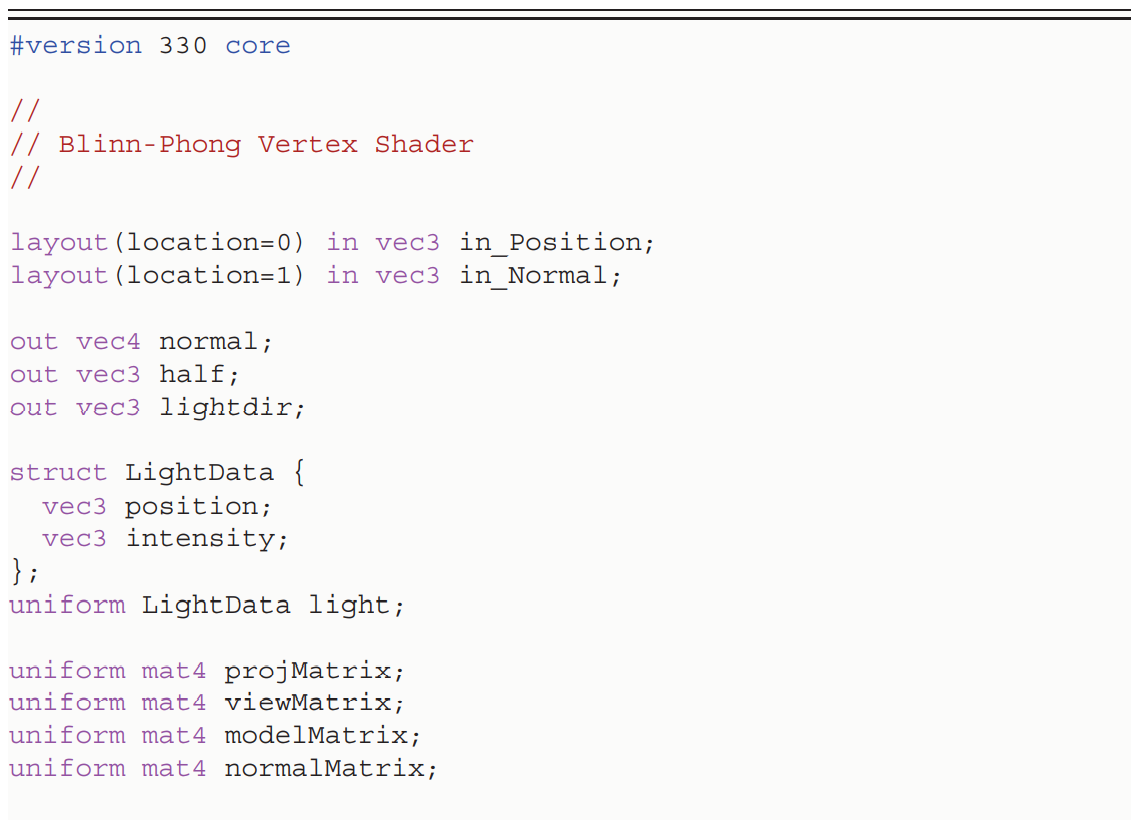 #version 330 core
//
// Blinn-Phong Vertex Shader
//
layout(location=0) in vec3 in_Position;
layout(location=1) in vec3 in_Normal;
out vec4 normal;
out vec3 half;
out vec3 lightdir;
struct LightData {
  vec3 position;
  vec3 intensity;
};
uniform LightData light;
uniform mat4 projMatrix;
uniform mat4 viewMatrix;
uniform mat4 modelMatrix;
uniform mat4 normalMatrix;